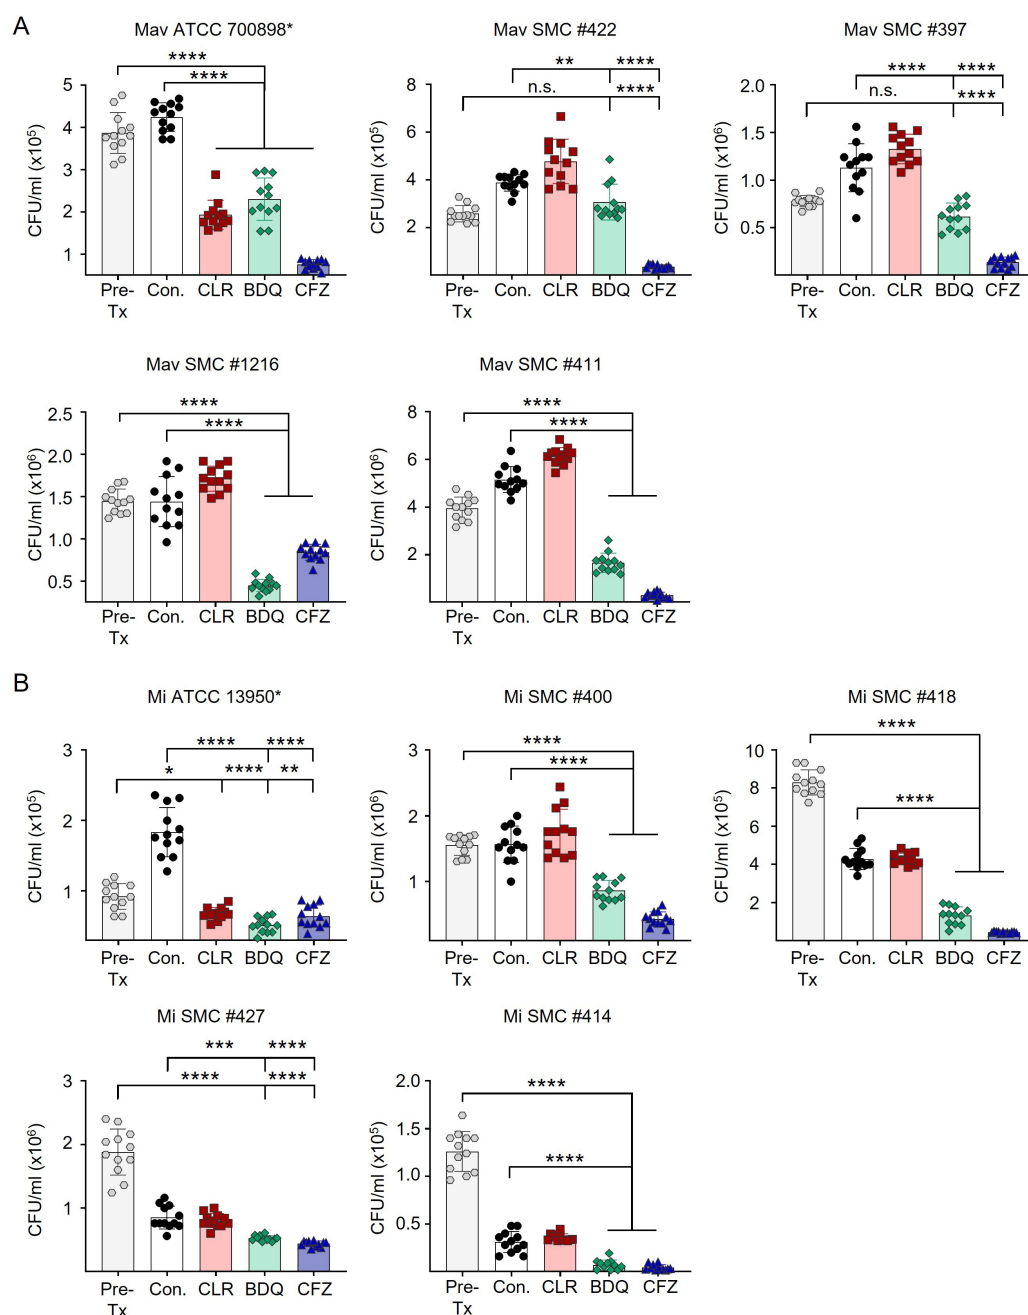 A
Mav ATCC 700898*
Mav SMC #422
Mav SMC #397
****
****
CFU/ml (x10⁵)
5
4
3
2
1
Pre-Tx
Con.
CLR
BDQ
CFZ
**
****
n.s.
****
CFU/ml (x10⁵)
8
6
4
2
Pre-Tx
Con.
CLR
BDQ
CFZ
****
****
n.s.
****
CFU/ml (x10⁶)
2.0
1.5
1.0
0.5
Pre-Tx
Con.
CLR
BDQ
CFZ
Mav SMC #1216
Mav SMC #411
****
****
CFU/ml (x10⁶)
2.5
2.0
1.5
1.0
0.5
Pre-Tx
Con.
CLR
BDQ
CFZ
****
****
CFU/ml (x10⁵)
8
6
4
2
Pre-Tx
Con.
CLR
BDQ
CFZ
B
Mi ATCC 13950*
Mi SMC #400
Mi SMC #418
****
****
*
****
**
CFU/ml (x10⁵)
3
2
1
Pre-Tx
Con.
CLR
BDQ
CFZ
****
****
CFU/ml (x10⁶)
3
2
1
Pre-Tx
Con.
CLR
BDQ
CFZ
****
****
CFU/ml (x10⁵)
10
8
6
4
2
Pre-Tx
Con.
CLR
BDQ
CFZ
Mi SMC #427
Mi SMC #414
***
****
****
****
CFU/ml (x10⁶)
3
2
1
Pre-Tx
Con.
CLR
BDQ
CFZ
****
****
CFU/ml (x10⁵)
2.0
1.5
1.0
0.5
Pre-Tx
Con.
CLR
BDQ
CFZ